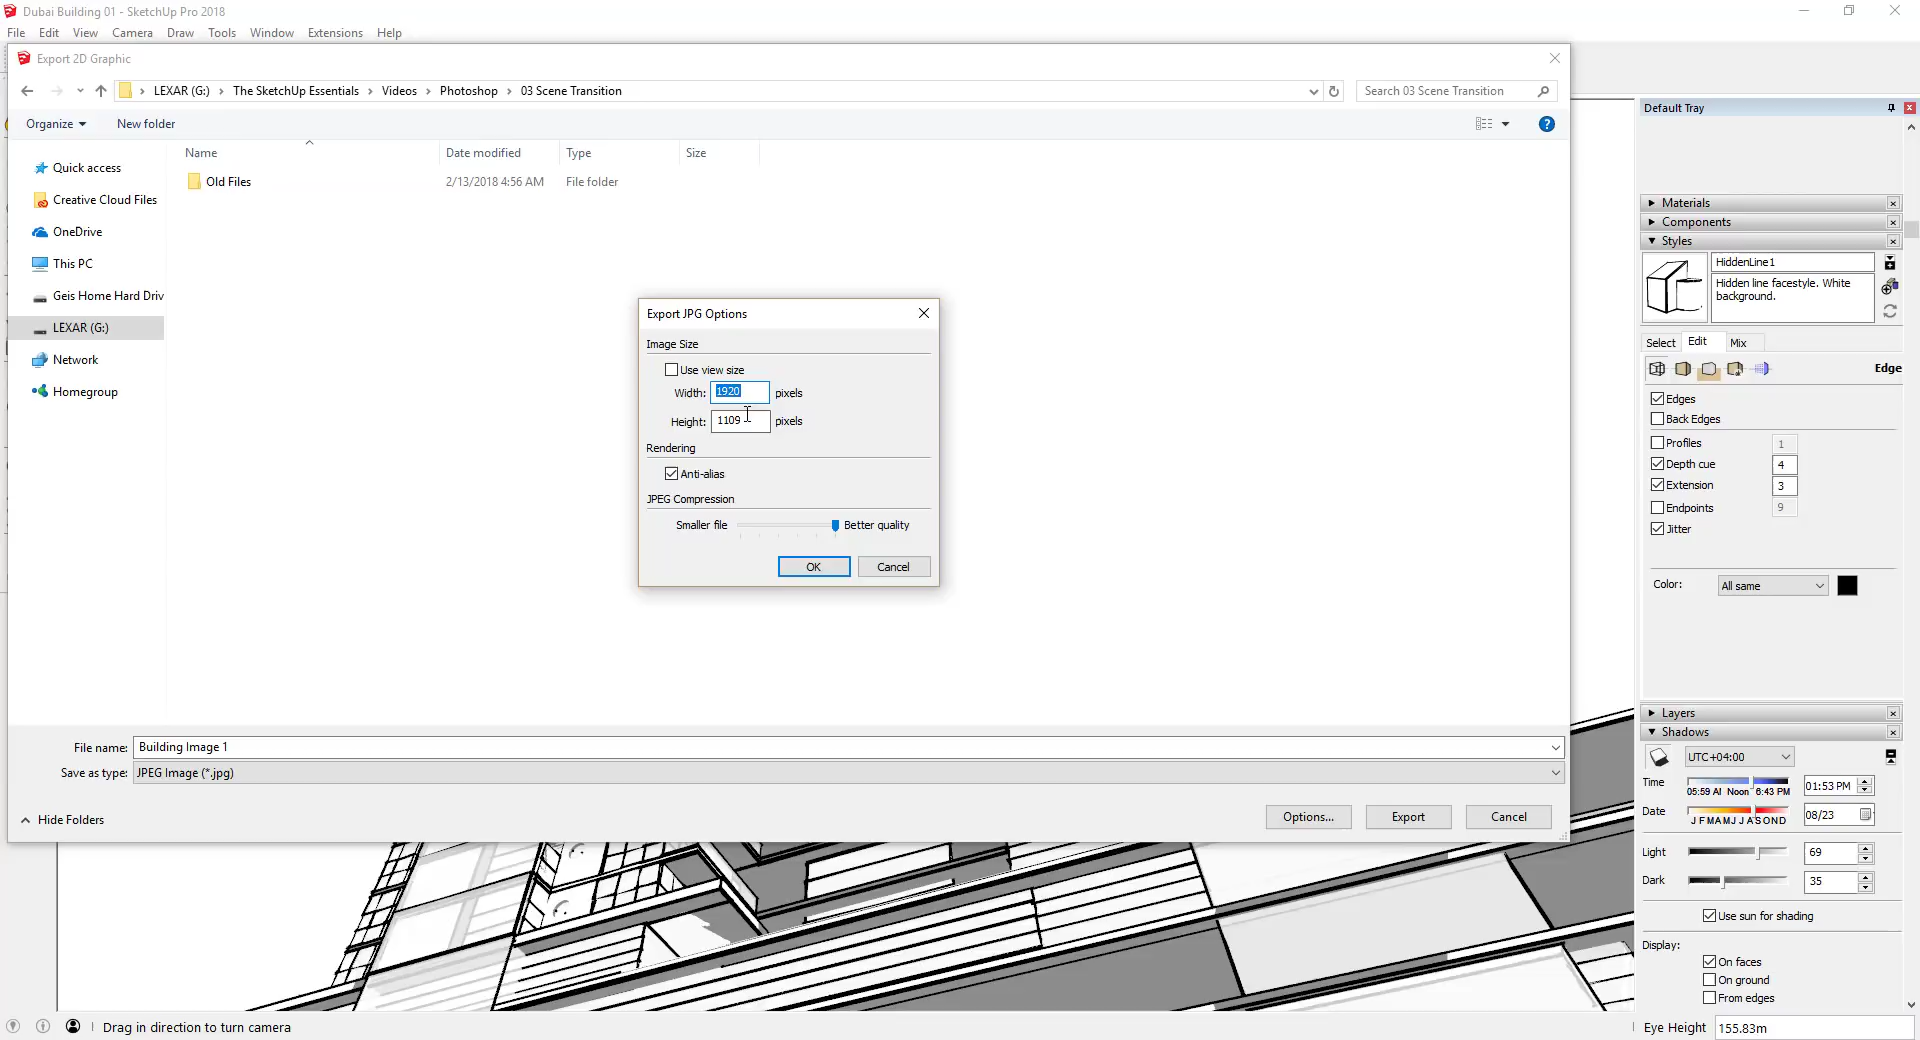 Dubai Building 01 - SketchUp Pro 2018
File Edit View Camera Draw Tools Window Extensions Help
Export 2D Graphic
LEXAR (G:) › The SketchUp Essentials › Videos › Photoshop › 03 Scene Transition
Search 03 Scene Transition
Organize New folder
Name Date modified Type Size
Old Files 2/13/2018 4:56 AM File folder
Quick access
Creative Cloud Files
OneDrive
This PC
Geis Home Hard Driv
LEXAR (G:)
Network
Homegroup
Export JPG Options
Image Size
Use view size
Width: 1920 pixels
Height: 1109 pixels
Rendering
Anti-alias
JPEG Compression
Smaller file Better quality
OK Cancel
File name: Building Image 1
Save as type: JPEG Image (*.jpg)
Hide Folders
Options... Export Cancel
Default Tray
Materials
Components
Styles
HiddenLine1
Hidden line facestyle. White
background.
Select Edit Mix
Edge
Edges
Back Edges
Profiles 1
Depth cue 4
Extension 3
Endpoints 9
Jitter
Color: All same
Layers
Shadows
UTC+04:00
Time 05:59 AI Noon 6:43 PM 01:53 PM
Date J F M A M J J A S O N D 08/23
Light 69
Dark 35
Use sun for shading
Display:
On faces
On ground
From edges
Drag in direction to turn camera
Eye Height 155.83m